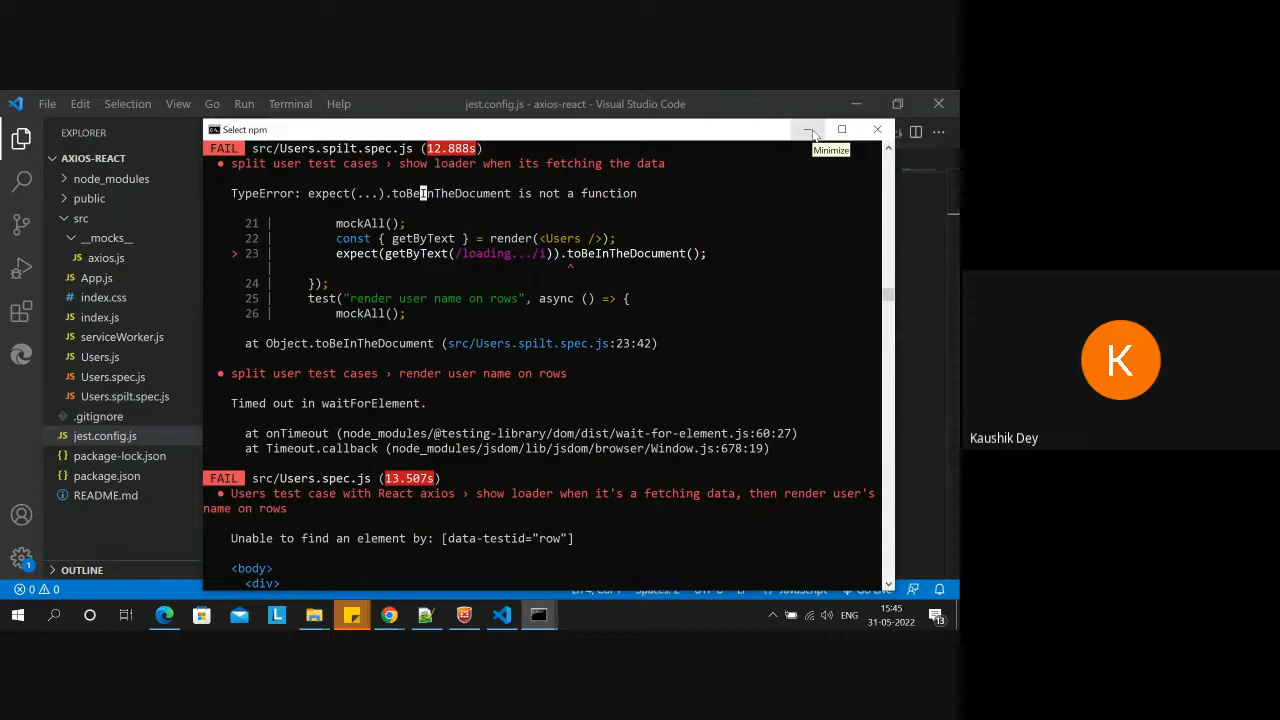 File Edit Selection View Go Run Terminal Help
jest.config.js - axios-react - Visual Studio Code
EXPLORER
AXIOS-REACT
node_modules
public
src
__mocks__
axios.js
App.js
index.css
index.js
serviceWorker.js
Users.js
Users.spec.js
Users.spilt.spec.js
.gitignore
jest.config.js
package-lock.json
package.json
README.md
OUTLINE
Select npm
Minimize
FAIL src/Users.spilt.spec.js (12.888s)
● split user test cases › show loader when its fetching the data
TypeError: expect(...).toBeInTheDocument is not a function
21 | mockAll();
22 | const { getByText } = render(<Users />);
> 23 | expect(getByText(/loading.../i)).toBeInTheDocument();
| ^
24 | });
25 | test("render user name on rows", async () => {
26 | mockAll();
at Object.toBeInTheDocument (src/Users.spilt.spec.js:23:42)
● split user test cases › render user name on rows
Timed out in waitForElement.
at onTimeout (node_modules/@testing-library/dom/dist/wait-for-element.js:60:27)
at Timeout.callback (node_modules/jsdom/lib/jsdom/browser/Window.js:678:19)
FAIL src/Users.spec.js (13.507s)
● Users test case with React axios › show loader when it's a fetching data, then render user's
name on rows
Unable to find an element by: [data-testid="row"]
<body>
<div>
1
0 0
ENG
15:45
31-05-2022
13
K
Kaushik Dey